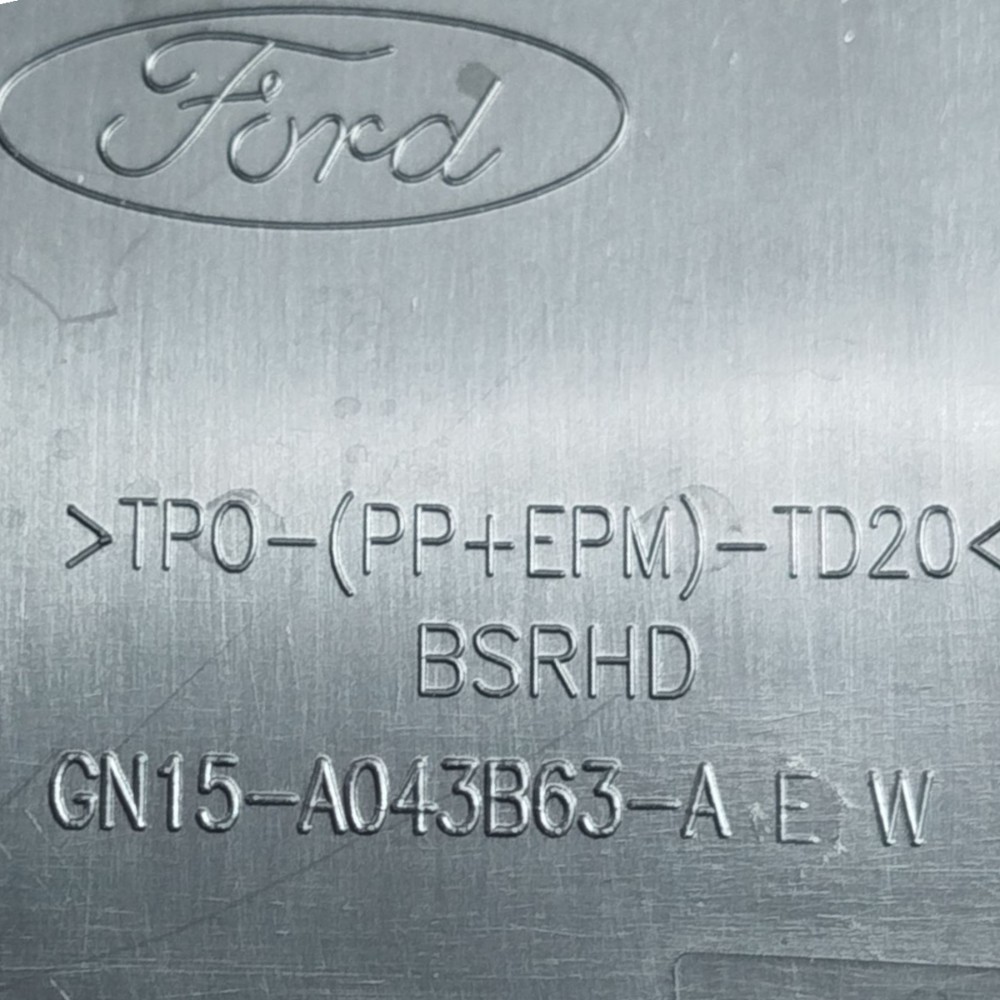 Ford
>TPO-(PP+EPM)-TD20<
BSRHD
GN15-A043B63-A E W